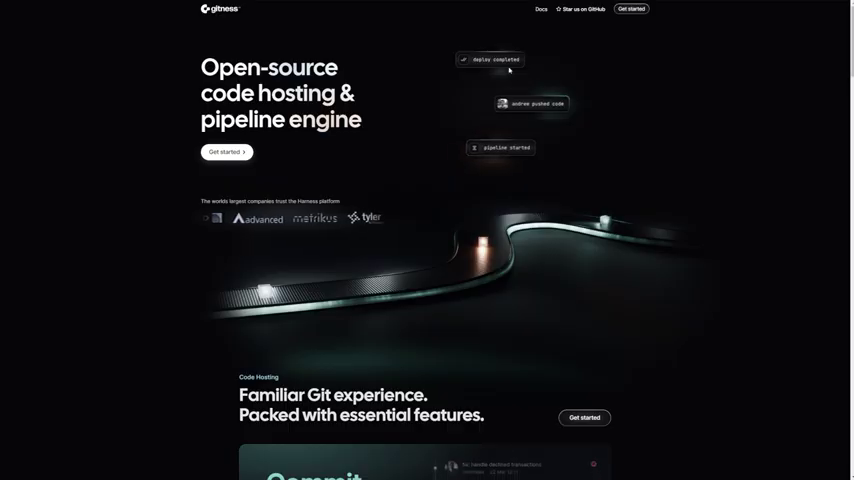 gitness™
Docs
Star us on GitHub
Get started
Open-source
code hosting &
pipeline engine
Get started
deploy completed
andrew pushed code
pipeline started
The worlds largest companies trust the Harness platform
advanced
metrikus
tyler
Code Hosting
Familiar Git experience.
Packed with essential features.
Get started
Commit
fix: handle declined transactions